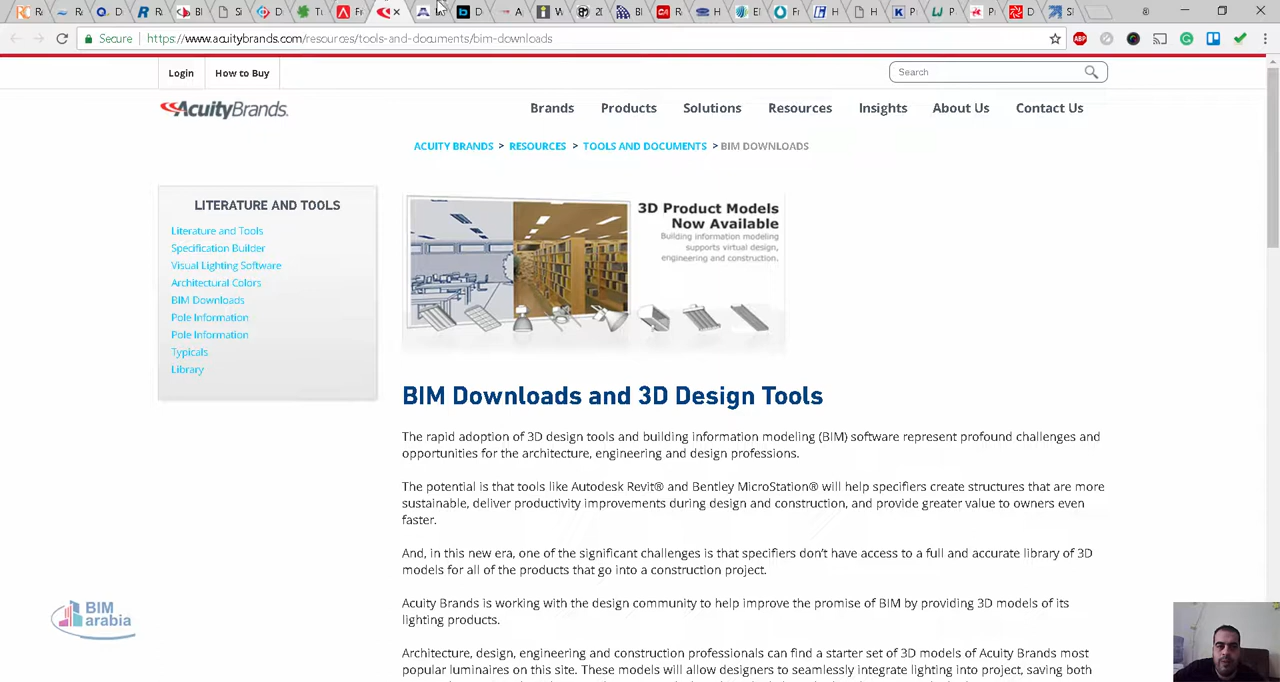 Secure
https://www.acuitybrands.com/resources/tools-and-documents/bim-downloads
Login
How to Buy
Search
AcuityBrands.
Brands
Products
Solutions
Resources
Insights
About Us
Contact Us
ACUITY BRANDS > RESOURCES > TOOLS AND DOCUMENTS > BIM DOWNLOADS
LITERATURE AND TOOLS
Literature and Tools
Specification Builder
Visual Lighting Software
Architectural Colors
BIM Downloads
Pole Information
Pole Information
Typicals
Library
3D Product Models
Now Available
Building information modeling
supports virtual design,
engineering and construction.
BIM Downloads and 3D Design Tools
The rapid adoption of 3D design tools and building information modeling (BIM) software represent profound challenges and
opportunities for the architecture, engineering and design professions.
The potential is that tools like Autodesk Revit® and Bentley MicroStation® will help specifiers create structures that are more
sustainable, deliver productivity improvements during design and construction, and provide greater value to owners even
faster.
And, in this new era, one of the significant challenges is that specifiers don't have access to a full and accurate library of 3D
models for all of the products that go into a construction project.
Acuity Brands is working with the design community to help improve the promise of BIM by providing 3D models of its
lighting products.
Architecture, design, engineering and construction professionals can find a starter set of 3D models of Acuity Brands most
popular luminaires on this site. These models will allow designers to seamlessly integrate lighting into project, saving both
BIM
arabia